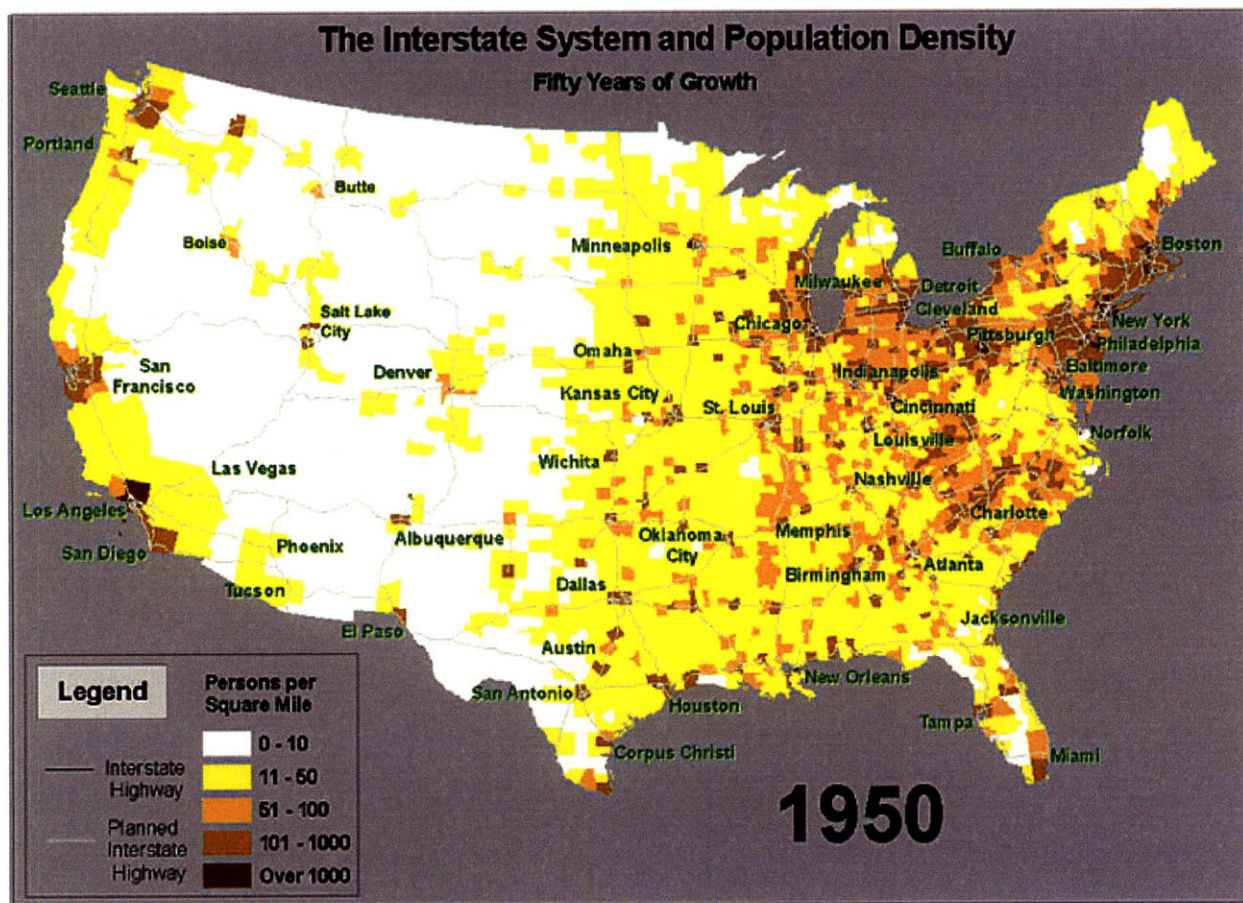 The Interstate System and Population Density
Fifty Years of Growth
Seattle
Portland
Butte
Boise
Minneapolis
Buffalo
Boston
Milwaukee
Detroit
Salt Lake
City
Chicago
Cleveland
New York
Pittsburgh
Philadelphia
San
Francisco
Omaha
Denver
Indianapolis
Baltimore
Kansas City
St. Louis
Cincinnati
Washington
Louisville
Norfolk
Las Vegas
Wichita
Nashville
Los Angeles
Charlotte
San Diego
Phoenix
Albuquerque
Oklahoma
City
Memphis
Birmingham
Atlanta
Tucson
Dallas
El Paso
Jacksonville
Austin
San Antonio
Houston
New Orleans
Tampa
Corpus Christi
Miami
1950
Legend
Persons per
Square Mile
0 - 10
11 - 50
51 - 100
101 - 1000
Over 1000
Interstate
Highway
Planned
Interstate
Highway